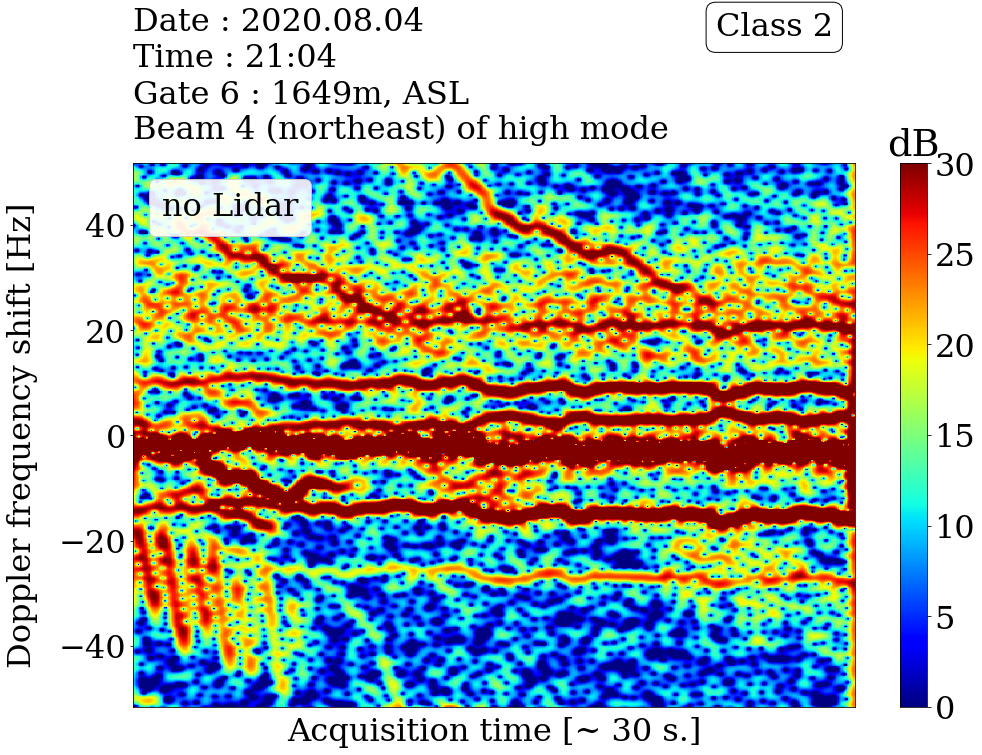 Date : 2020.08.04
Time : 21:04
Gate 6 : 1649m, ASL
Beam 4 (northeast) of high mode
Class 2
dB
no Lidar
Doppler frequency shift [Hz]
40
20
0
−20
−40
30
25
20
15
10
5
0
Acquisition time [~ 30 s.]